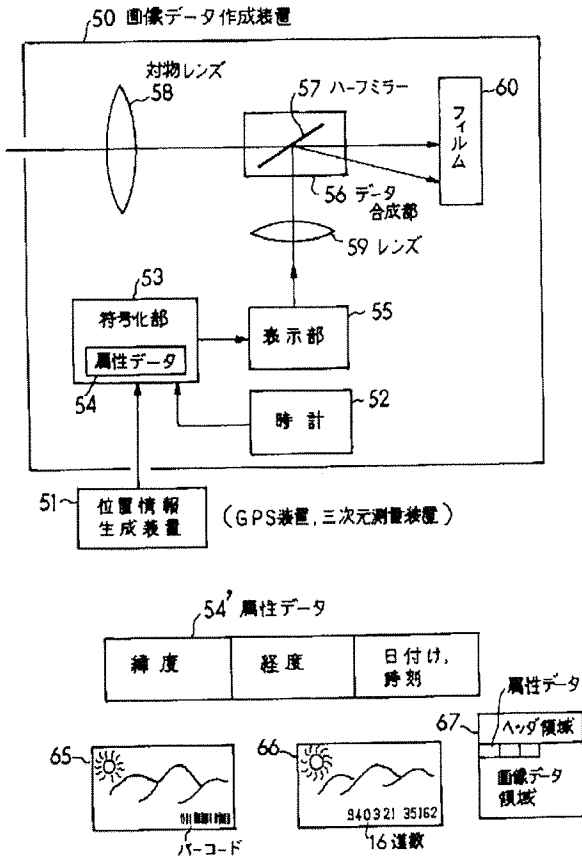 50 画像データ作成装置
対物レンズ
58
57 ハーフミラー
60
フィルム
56 データ
合成部
59 レンズ
53
符号化部
属性データ
54
55
表示部
52
時計
51
位置情報
生成装置
(GPS装置,三次元測量装置)
54' 属性データ
緯度
経度
日付け,
時刻
属性データ
65
バーコード
66
940321 35162
16進数
67
ヘッダ領域
画像データ
領域